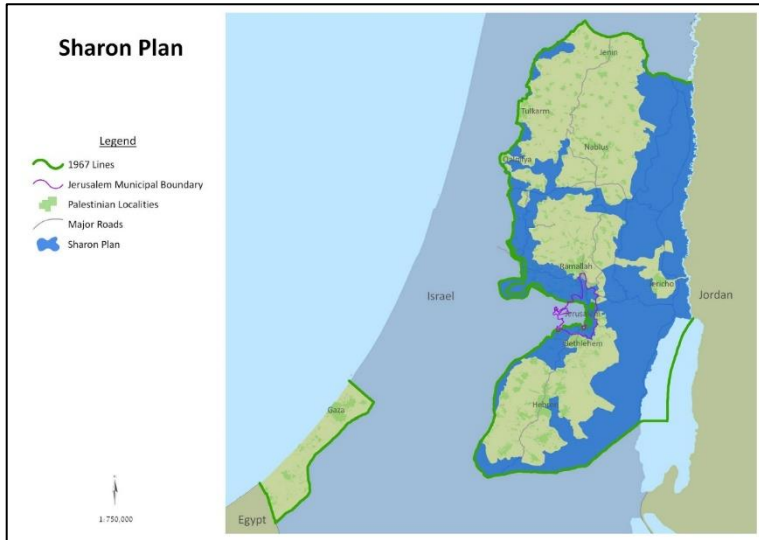 Sharon Plan
Legend
1967 Lines
Jerusalem Municipal Boundary
Palestinian Localities
Major Roads
Sharon Plan
1:750,000
Jenin
Tulkarm
Nablus
Qalqiliya
Ramallah
Jericho
Israel
Jordan
Jerusalem
Bethlehem
Hebron
Gaza
Egypt